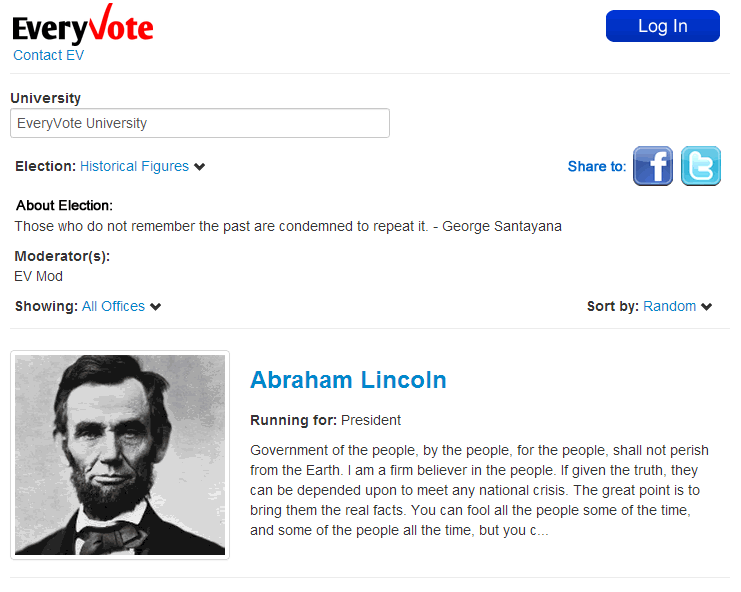 EveryVote
Log In
Contact EV
University
EveryVote University
Election: Historical Figures
Share to:
f
t
About Election:
Those who do not remember the past are condemned to repeat it. - George Santayana
Moderator(s):
EV Mod
Showing: All Offices
Sort by: Random
Abraham Lincoln
Running for: President
Government of the people, by the people, for the people, shall not perish
from the Earth. I am a firm believer in the people. If given the truth, they
can be depended upon to meet any national crisis. The great point is to
bring them the real facts. You can fool all the people some of the time,
and some of the people all the time, but you c...